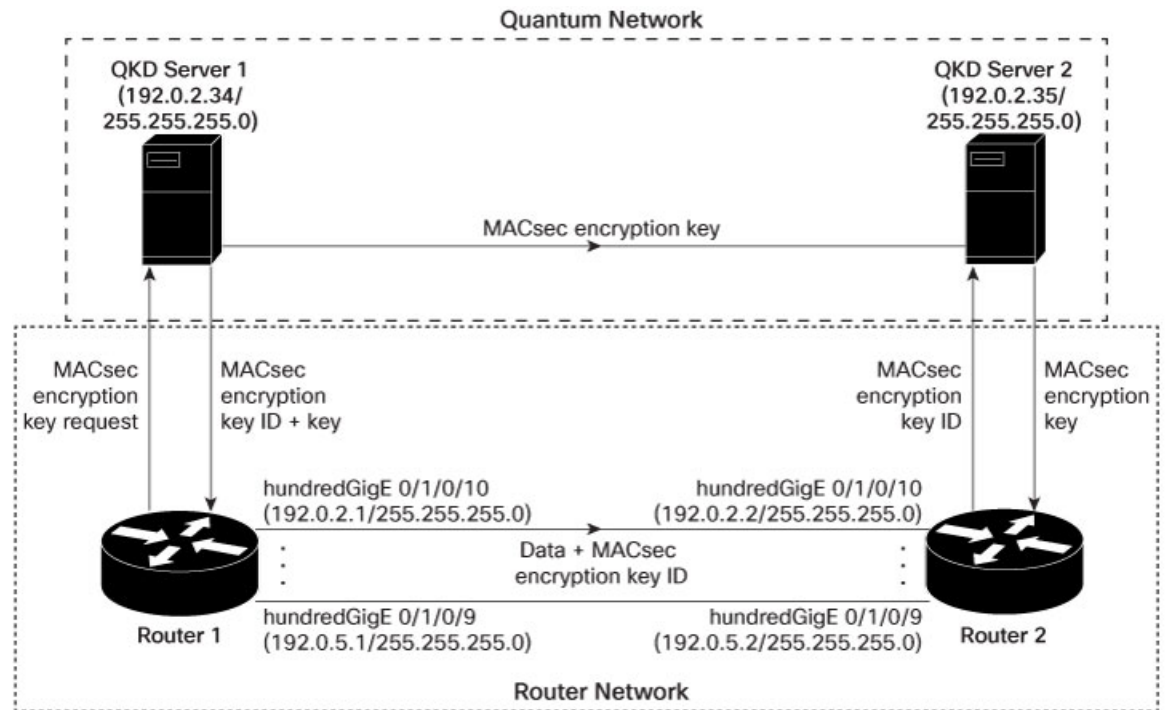 Quantum Network
QKD Server 1
(192.0.2.34/
255.255.255.0)
QKD Server 2
(192.0.2.35/
255.255.255.0)
MACsec encryption key
MACsec
encryption
key request
MACsec
encryption
key ID + key
MACsec
encryption
key ID
MACsec
encryption
key
hundredGigE 0/1/0/10
(192.0.2.1/255.255.255.0)
hundredGigE 0/1/0/10
(192.0.2.2/255.255.255.0)
Data + MACsec
encryption key ID
hundredGigE 0/1/0/9
(192.0.5.1/255.255.255.0)
hundredGigE 0/1/0/9
(192.0.5.2/255.255.255.0)
Router 1
Router 2
Router Network